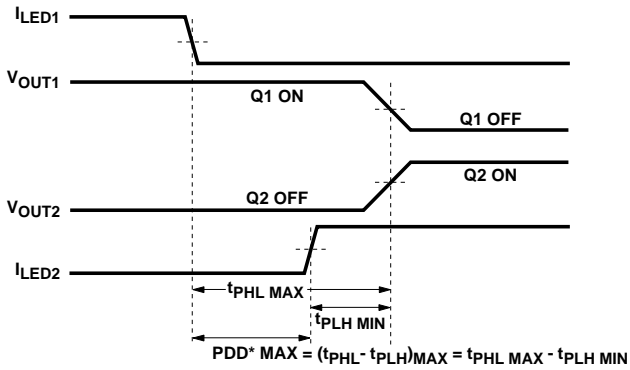 ILED1
VOUT1
Q1 ON
Q1 OFF
Q2 ON
Q2 OFF
VOUT2
ILED2
tPHL MAX
tPLH MIN
PDD* MAX = (tPHL- tPLH)MAX = tPHL MAX - tPLH MIN